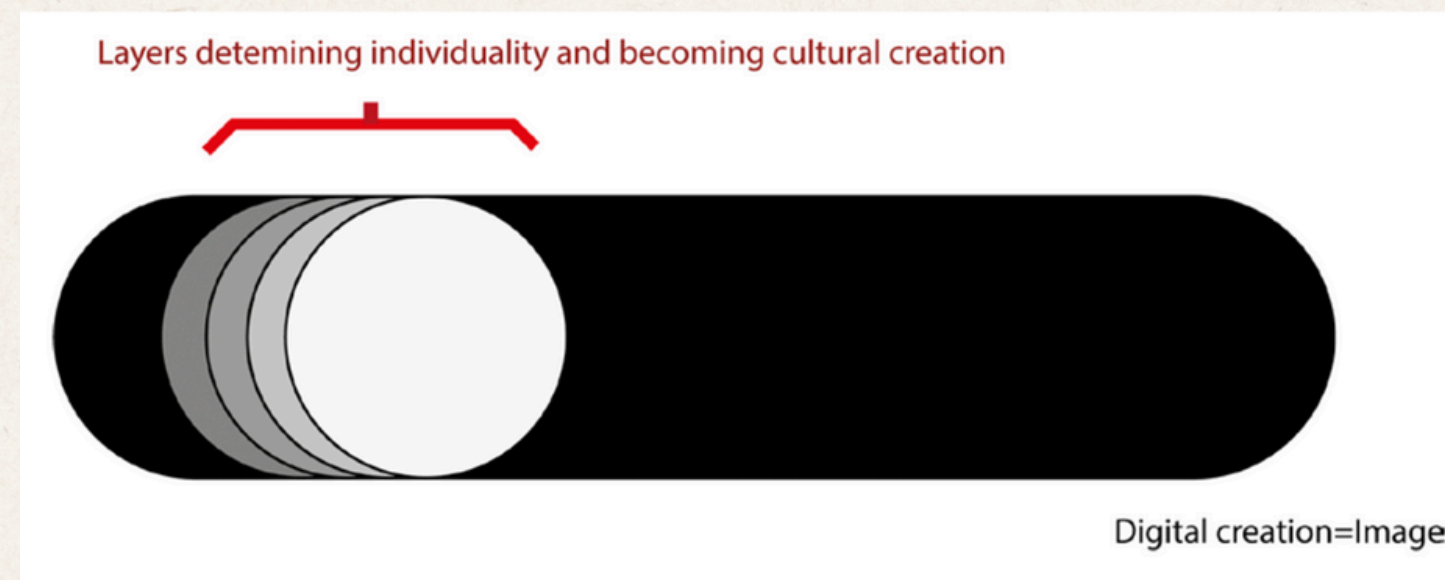 Layers detemining individuality and becoming cultural creation
Digital creation=Image